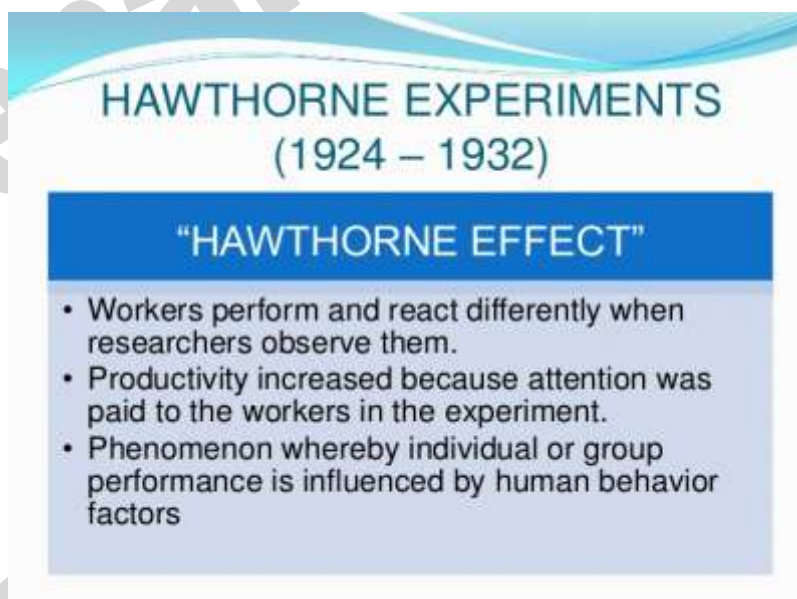 HAWTHORNE EXPERIMENTS
(1924 – 1932)
“HAWTHORNE EFFECT”
• Workers perform and react differently when
researchers observe them.
• Productivity increased because attention was
paid to the workers in the experiment.
• Phenomenon whereby individual or group
performance is influenced by human behavior
factors